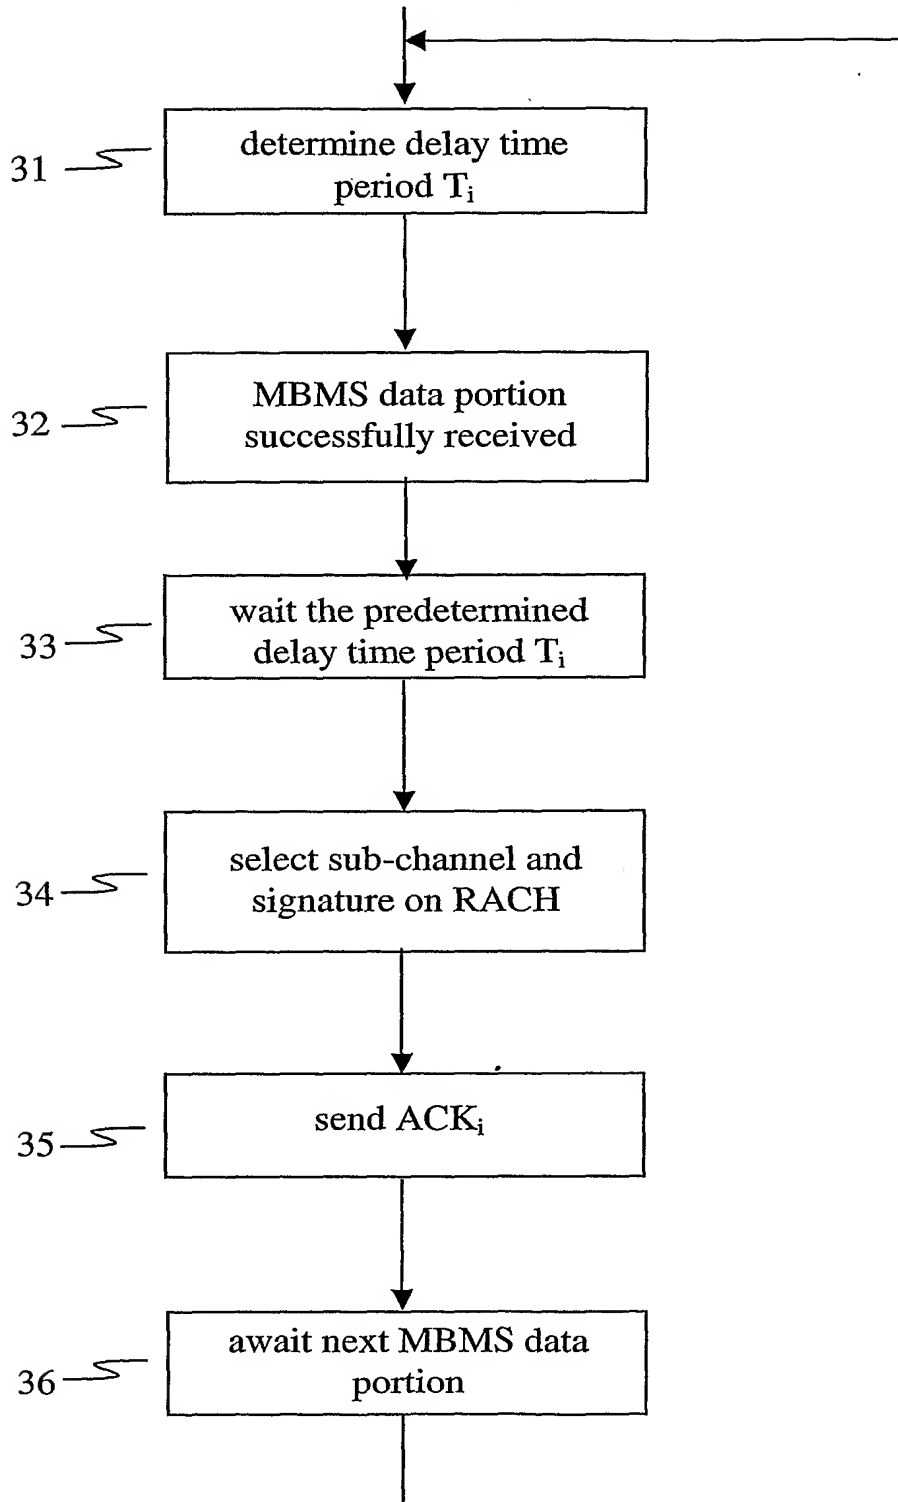 31
determine delay time
period Tᵢ
32
MBMS data portion
successfully received
33
wait the predetermined
delay time period Tᵢ
34
select sub-channel and
signature on RACH
35
send ACKᵢ
36
await next MBMS data
portion